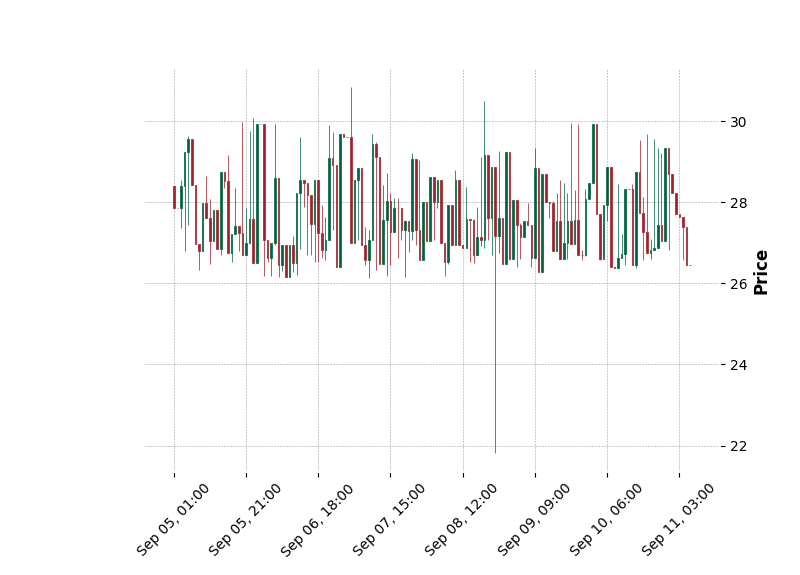 30
28
26
24
22
Price
Sep 05, 01:00
Sep 05, 21:00
Sep 06, 18:00
Sep 07, 15:00
Sep 08, 12:00
Sep 09, 09:00
Sep 10, 06:00
Sep 11, 03:00